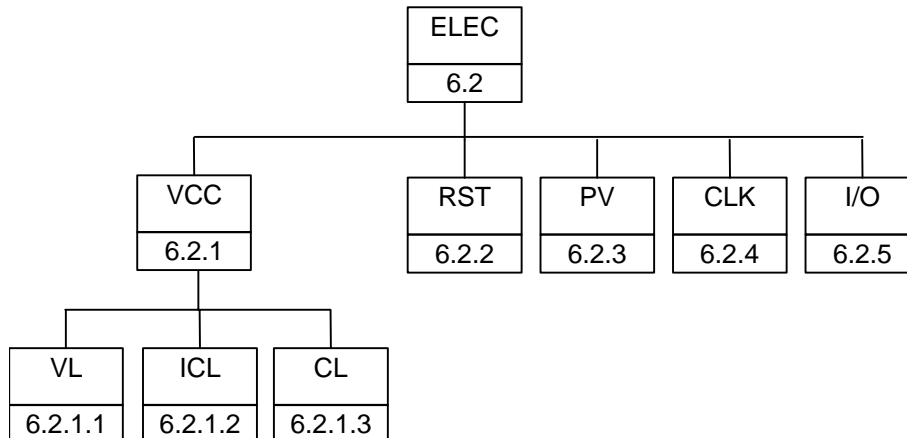 ELEC
6.2
VCC
6.2.1
RST
6.2.2
PV
6.2.3
CLK
6.2.4
I/O
6.2.5
VL
6.2.1.1
ICL
6.2.1.2
CL
6.2.1.3